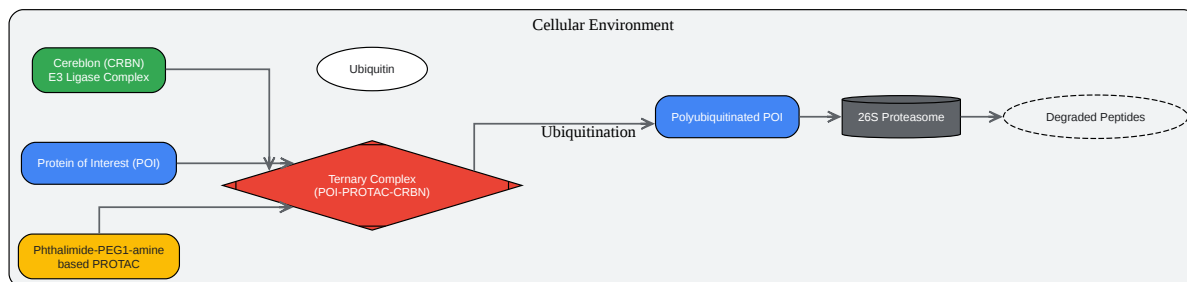 Cellular Environment
Cereblon (CRBN)
E3 Ligase Complex
Ubiquitin
Protein of Interest (POI)
Phthalimide-PEG1-amine
based PROTAC
Ternary Complex
(POI-PROTAC-CRBN)
Ubiquitination
Polyubiquitinated POI
26S Proteasome
Degraded Peptides